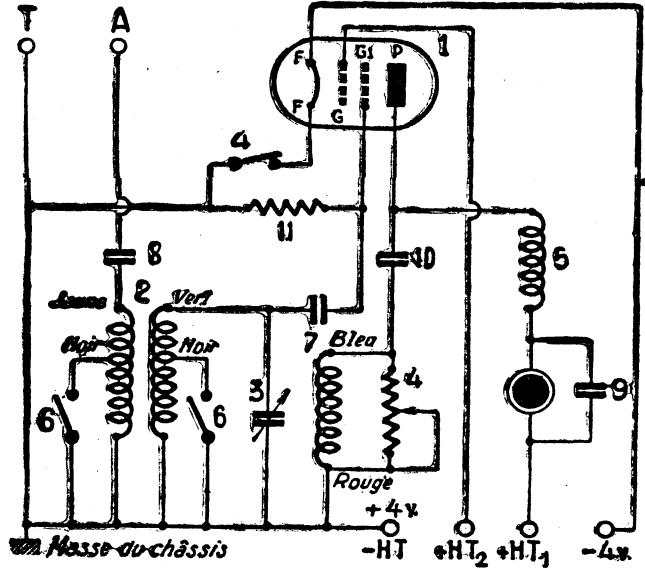 T A
1
F G1 P
F G
4
11
8 10 5
Jaune 2 Vert
Noir Noir 7 Bleu
3 4 9
6 6
Rouge
+4v.
Masse du châssis -HT +HT2 +HT1 -4v.